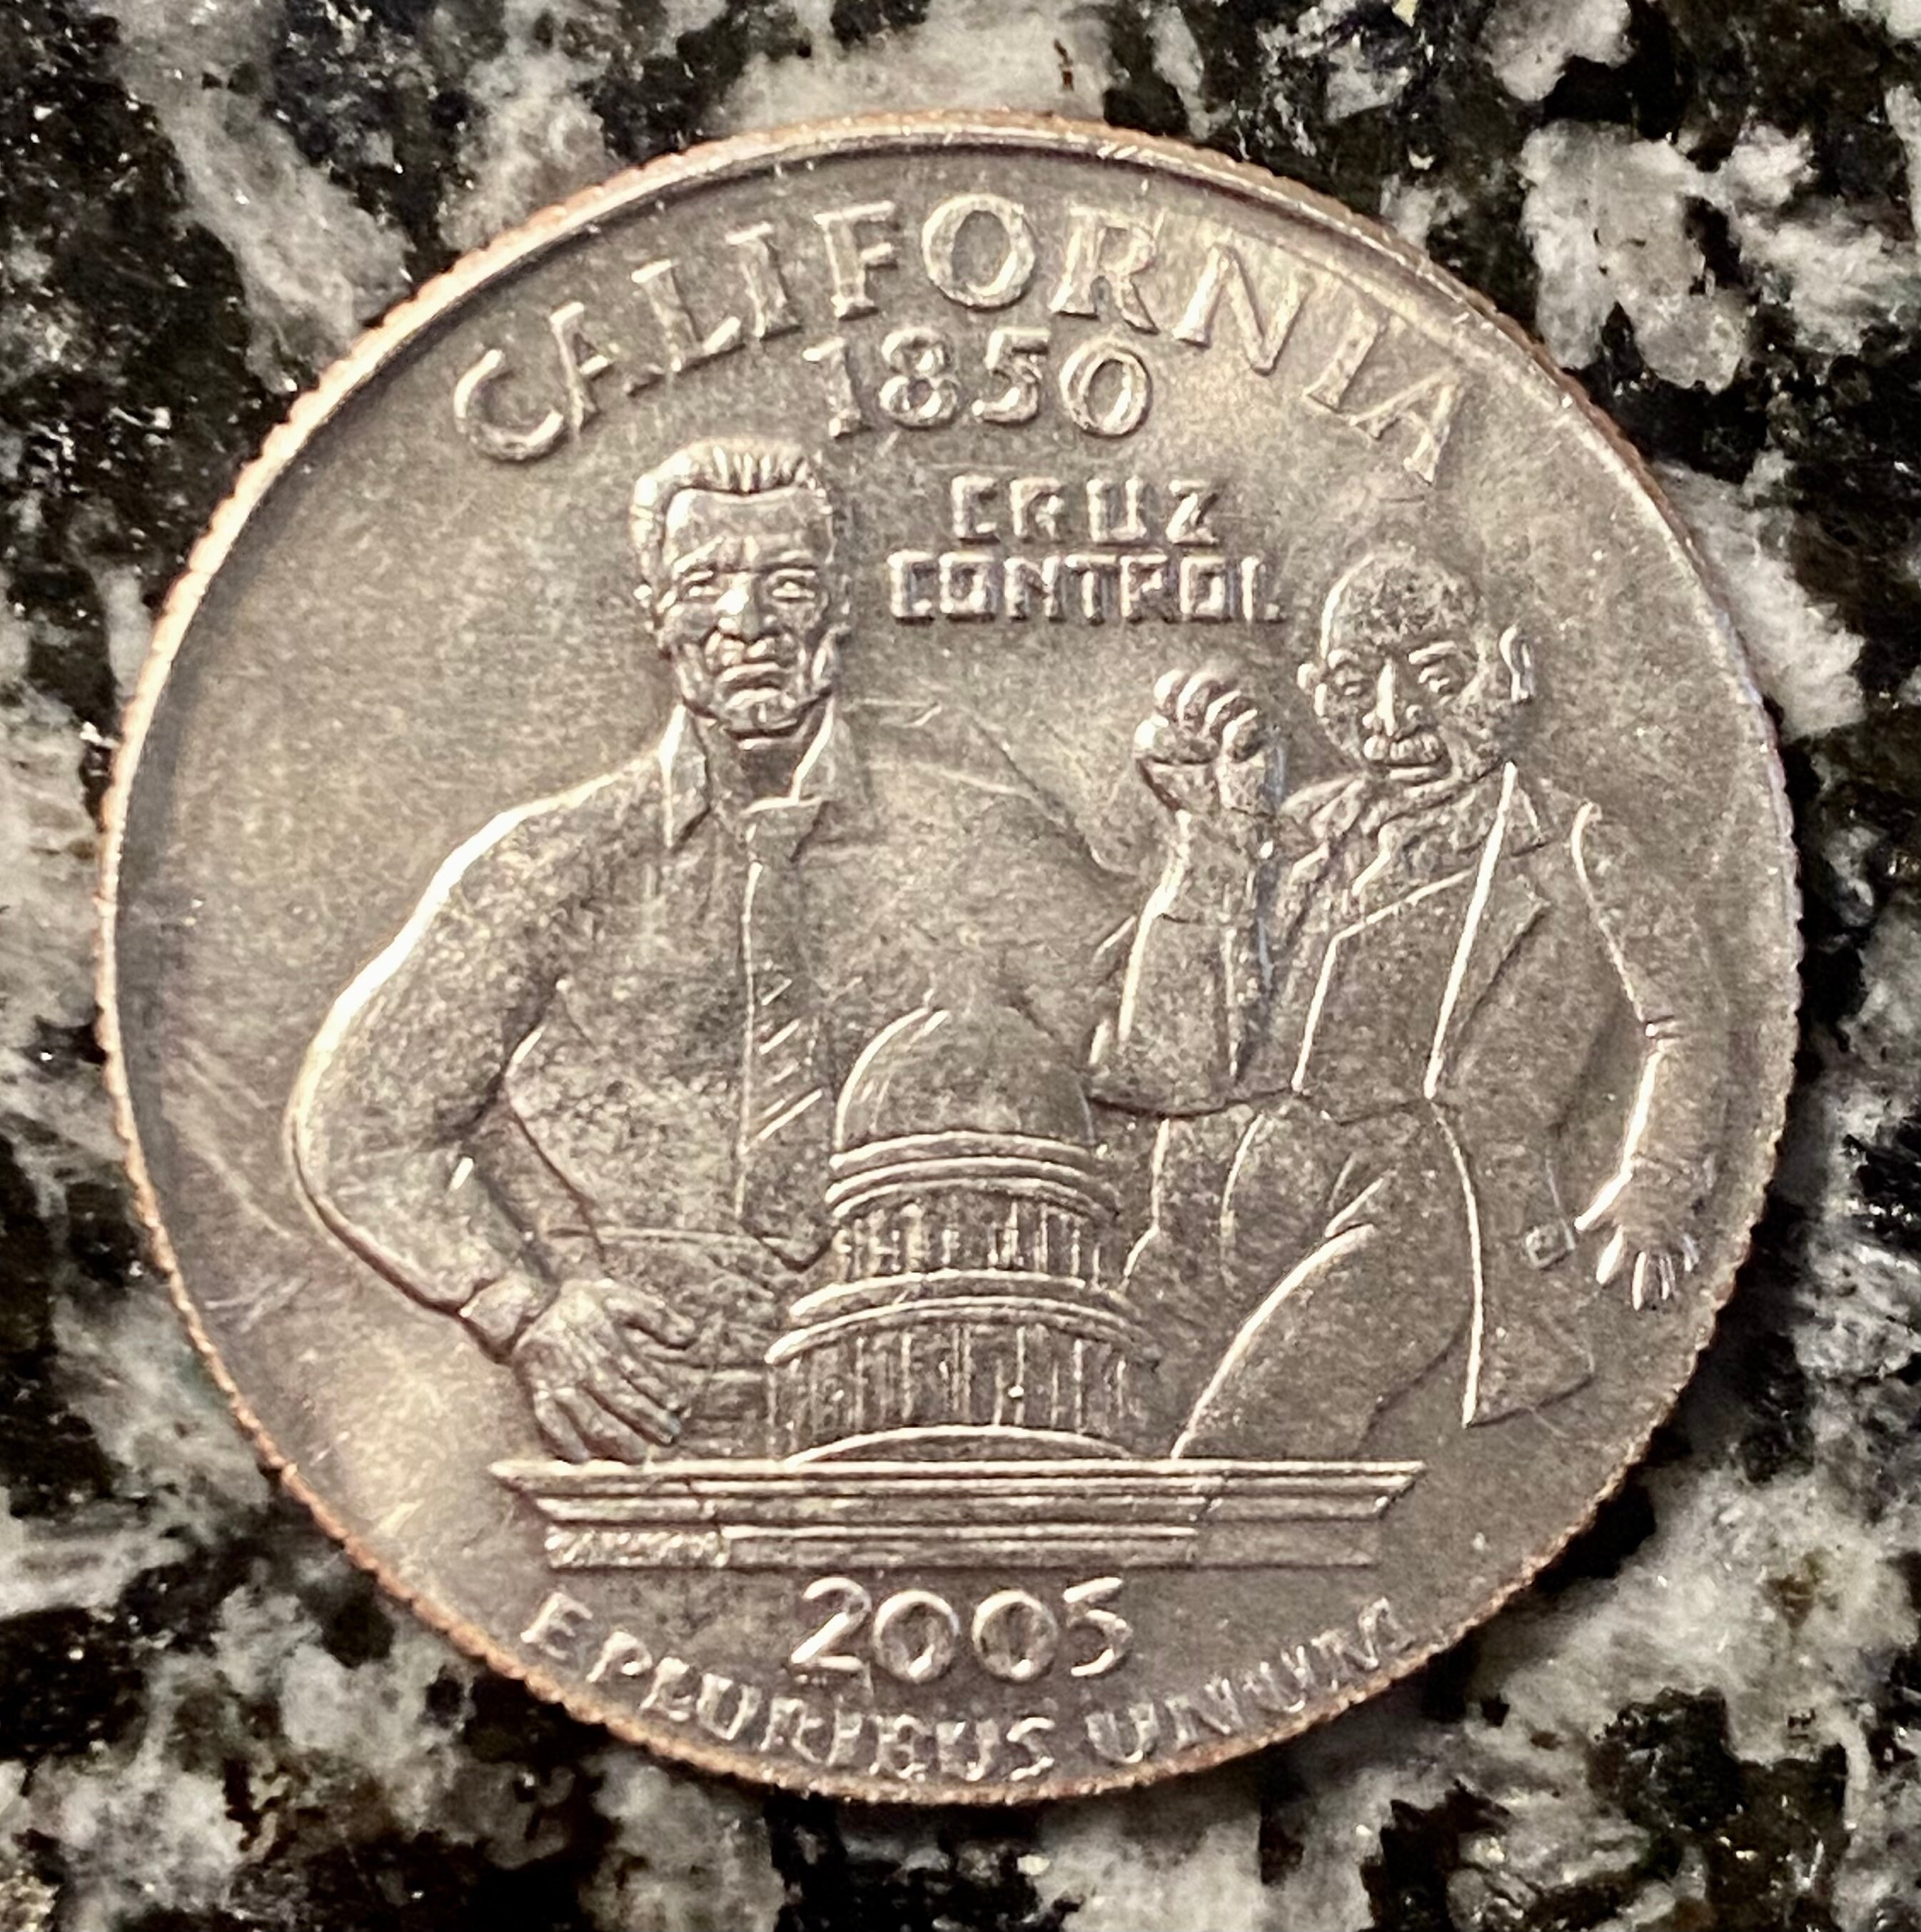 CALIFORNIA
1850
CRUZ
CONTROL
2005
E PLURIBUS UNUM